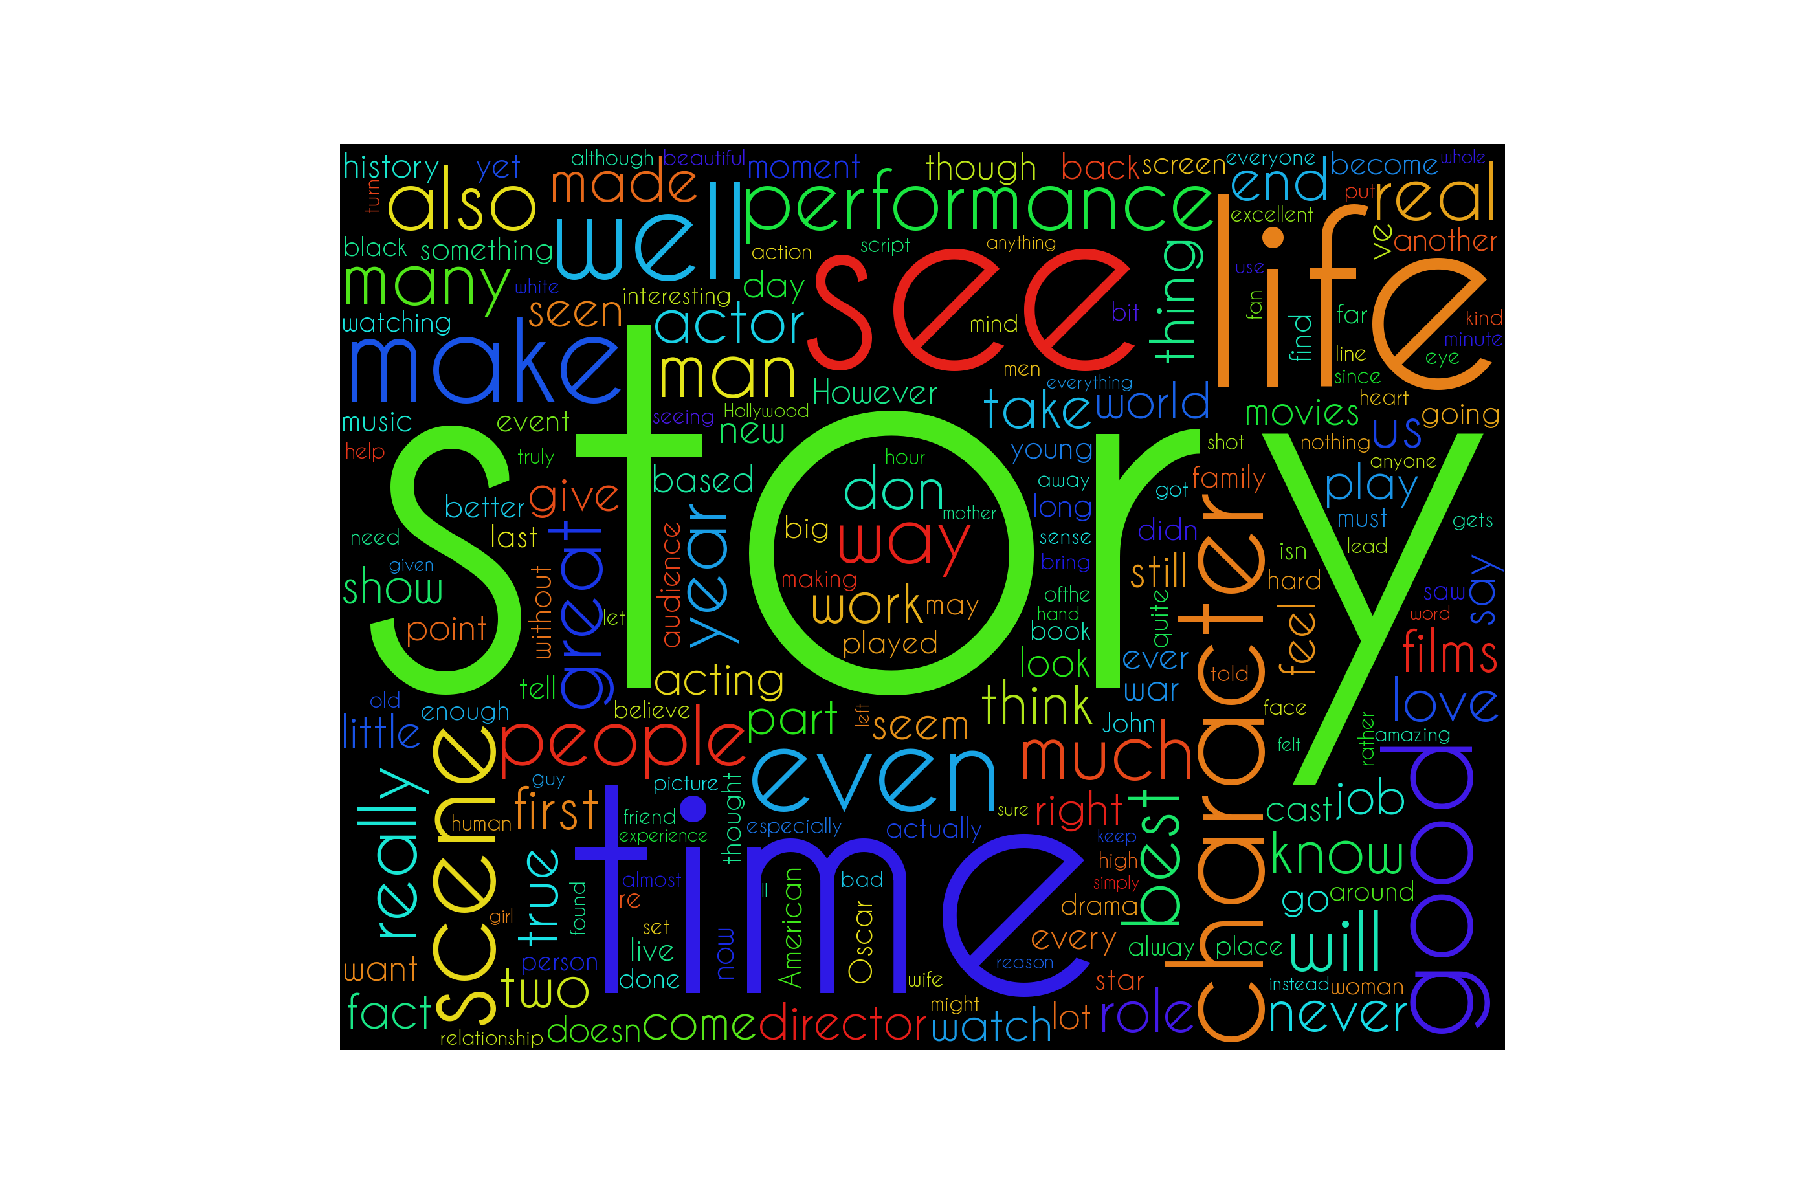 history
yet
although
beautiful
moment
though
back
screen
everyone
become
whole
turn
also
made
well
performance
end
excellent
put
real
black
something
action
script
anything
see
thing
life
ve
another
many
white
seen
interesting
day
use
fan
find
far
kind
watching
actor
mind
bit
line
minute
eye
make
man
men
since
heart
However
everything
take
world
movies
going
music
event
seeing
Hollywood
new
young
shot
us
nothing
help
truly
story
hour
based
don
away
got
family
play
anyone
better
give
mother
long
didn
must
gets
need
last
great
audience
year
big
way
sense
still
character
isn
lead
given
making
bring
hard
saw
say
show
without
let
work
may
ofthe
hand
quite
word
point
played
book
feel
films
tell
acting
look
ever
told
old
believe
think
war
love
little
enough
part
left
seem
John
face
scene
people
even
much
felt
rather
amazing
good
really
guy
picture
thought
sure
right
best
cast
job
human
first
friend
experience
especially
actually
keep
know
true
time
almost
bad
high
simply
girl
found
re
ll
American
Oscar
drama
go
around
set
want
person
live
now
every
alway
place
will
done
wife
reason
star
instead
woman
fact
two
might
role
never
relationship
doesn
come
director
watch
lot